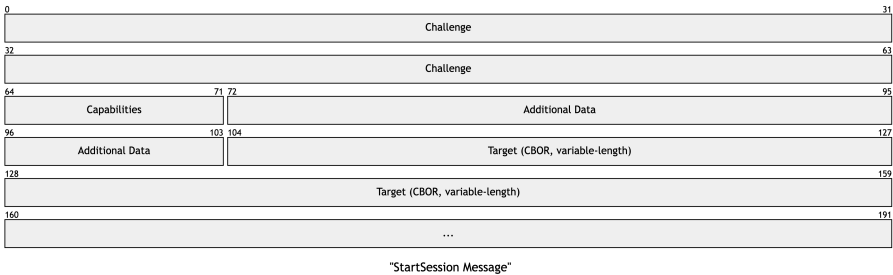 0 31
Challenge
32 63
Challenge
64 71 72 95
Capabilities Additional Data
96 103 104 127
Additional Data Target (CBOR, variable-length)
128 159
Target (CBOR, variable-length)
160 191
...
"StartSession Message"